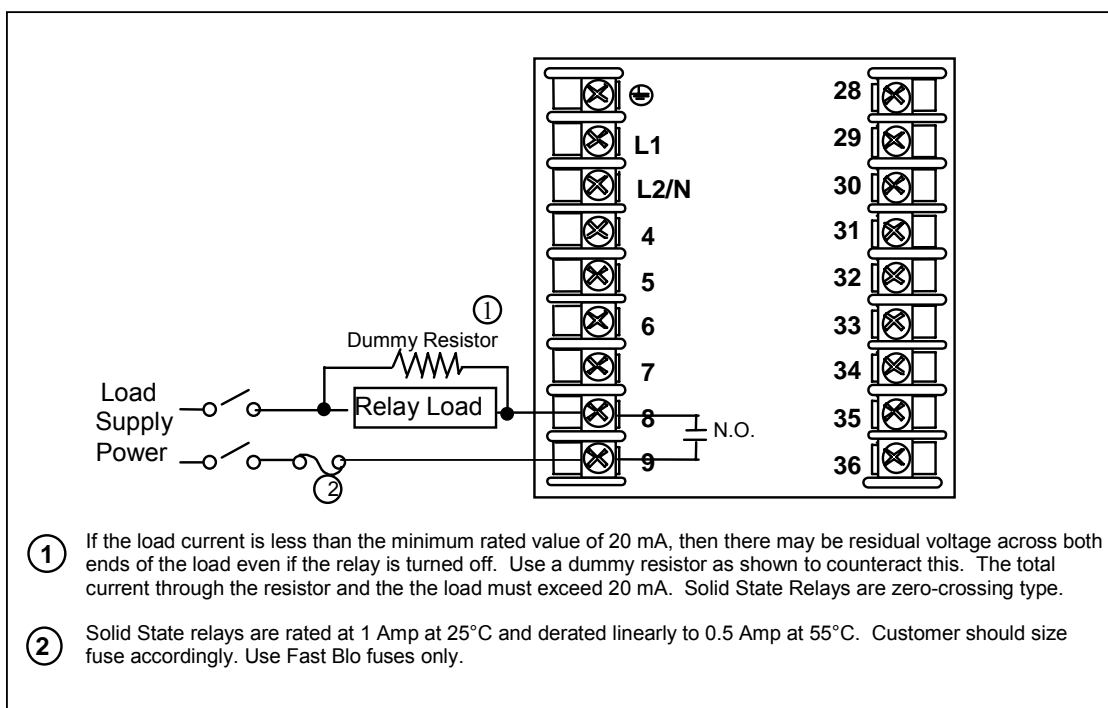 L1
L2/N
4
5
6
7
8
9
28
29
30
31
32
33
34
35
36
N.O.
1
Dummy Resistor
Load
Supply
Power
Relay Load
2
1 If the load current is less than the minimum rated value of 20 mA, then there may be residual voltage across both
ends of the load even if the relay is turned off. Use a dummy resistor as shown to counteract this. The total
current through the resistor and the the load must exceed 20 mA. Solid State Relays are zero-crossing type.
2 Solid State relays are rated at 1 Amp at 25°C and derated linearly to 0.5 Amp at 55°C. Customer should size
fuse accordingly. Use Fast Blo fuses only.